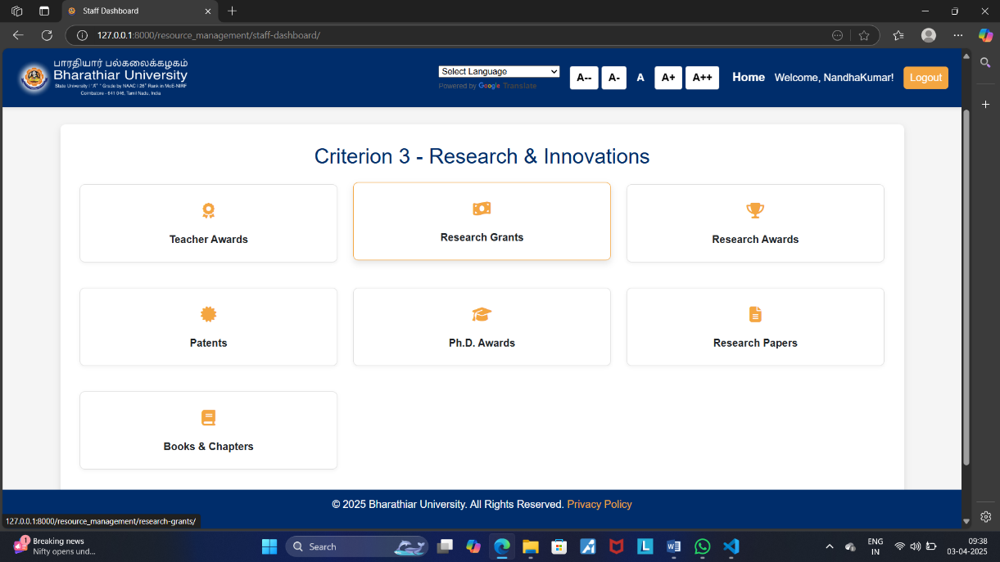 Staff Dashboard
127.0.0.1:8000/resource_management/staff-dashboard/
பாரதியார் பல்கலைக்கழகம்
Bharathiar University
State University | "A++" Grade by NAAC | 26th Rank in MoE-NIRF
Coimbatore - 641 046, Tamil Nadu, India
Select Language
Powered by Google Translate
A-- A- A A+ A++
Home Welcome, NandhaKumar! Logout
Criterion 3 - Research & Innovations
Teacher Awards
Research Grants
Research Awards
Patents
Ph.D. Awards
Research Papers
Books & Chapters
© 2025 Bharathiar University. All Rights Reserved. Privacy Policy
127.0.0.1:8000/resource_management/research-grants/
1
Breaking news
Nifty opens und...
Search
L
ENG
IN
09:38
03-04-2025